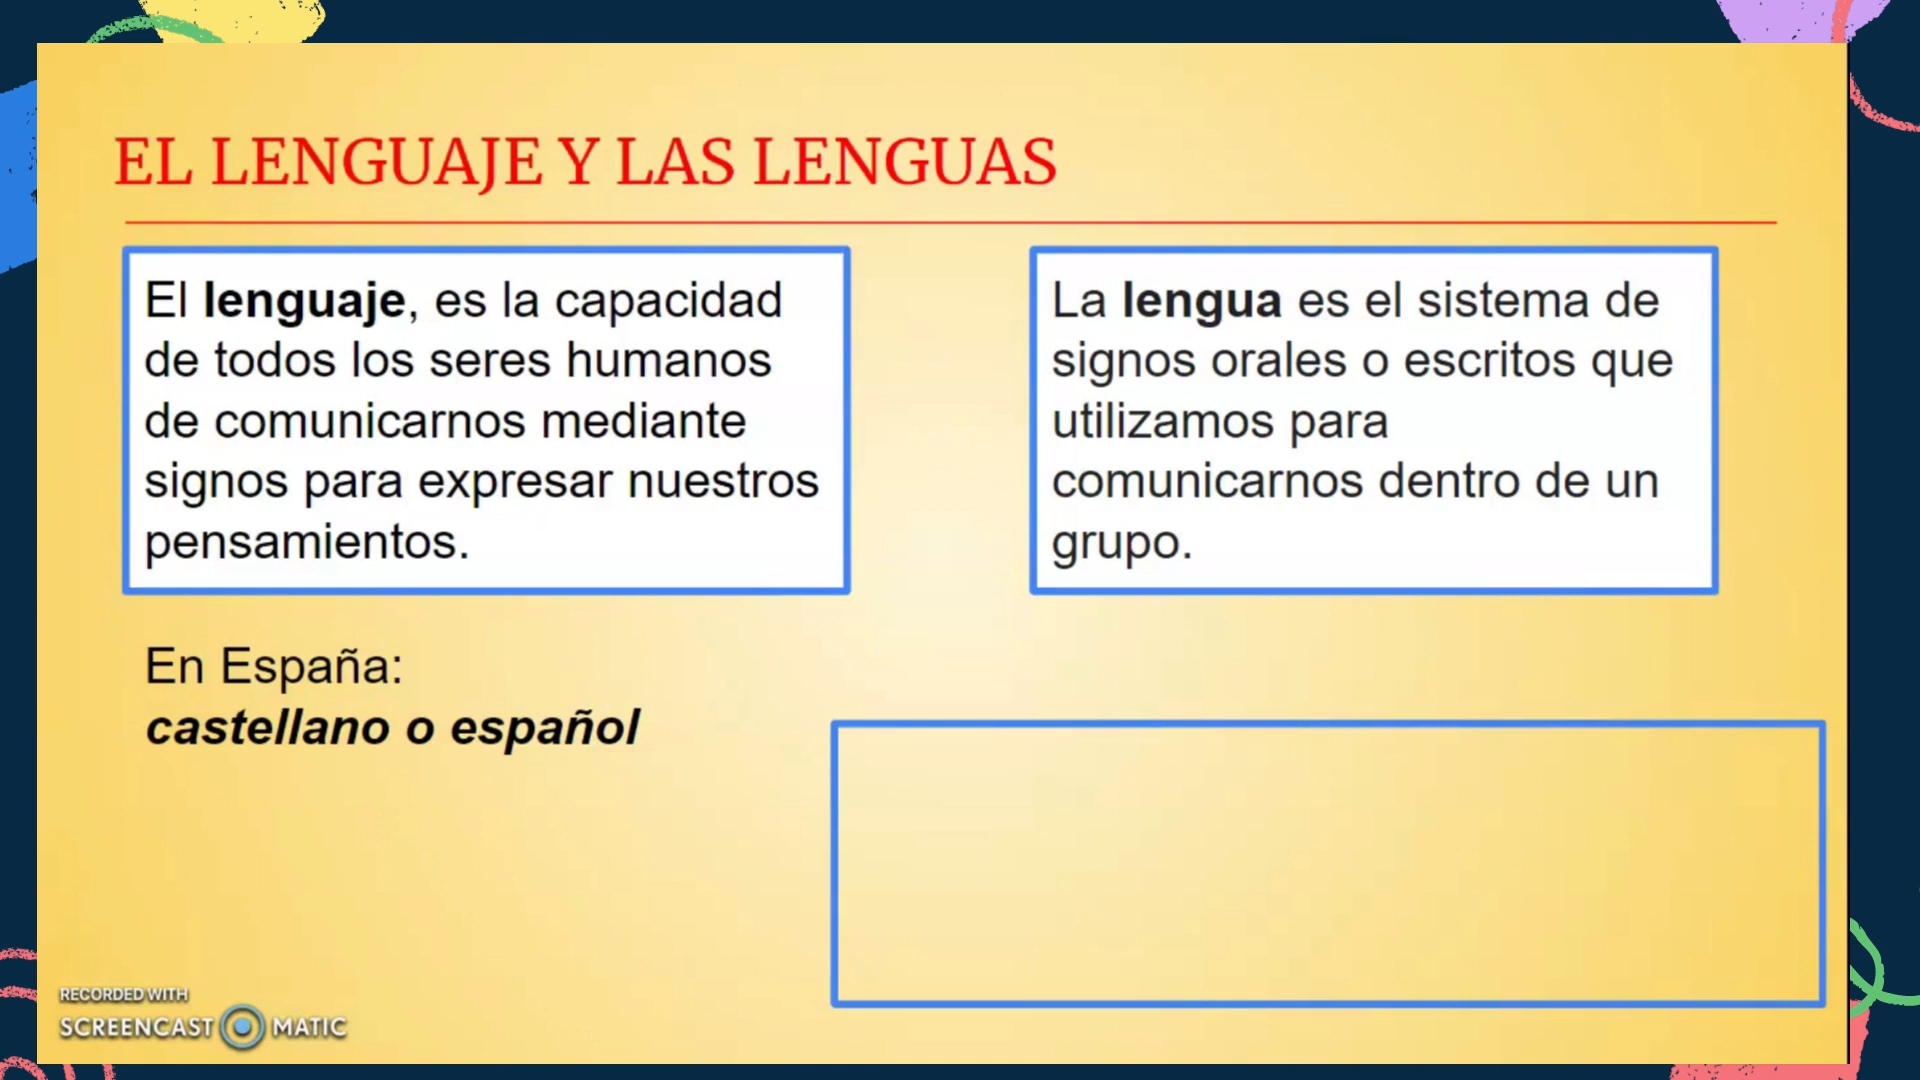 EL LENGUAJE Y LAS LENGUAS
El lenguaje, es la capacidad
de todos los seres humanos
de comunicarnos mediante
signos para expresar nuestros
pensamientos.
La lengua es el sistema de
signos orales o escritos que
utilizamos para
comunicarnos dentro de un
grupo.
En España:
castellano o español
RECORDED WITH
SCREENCAST MATIC